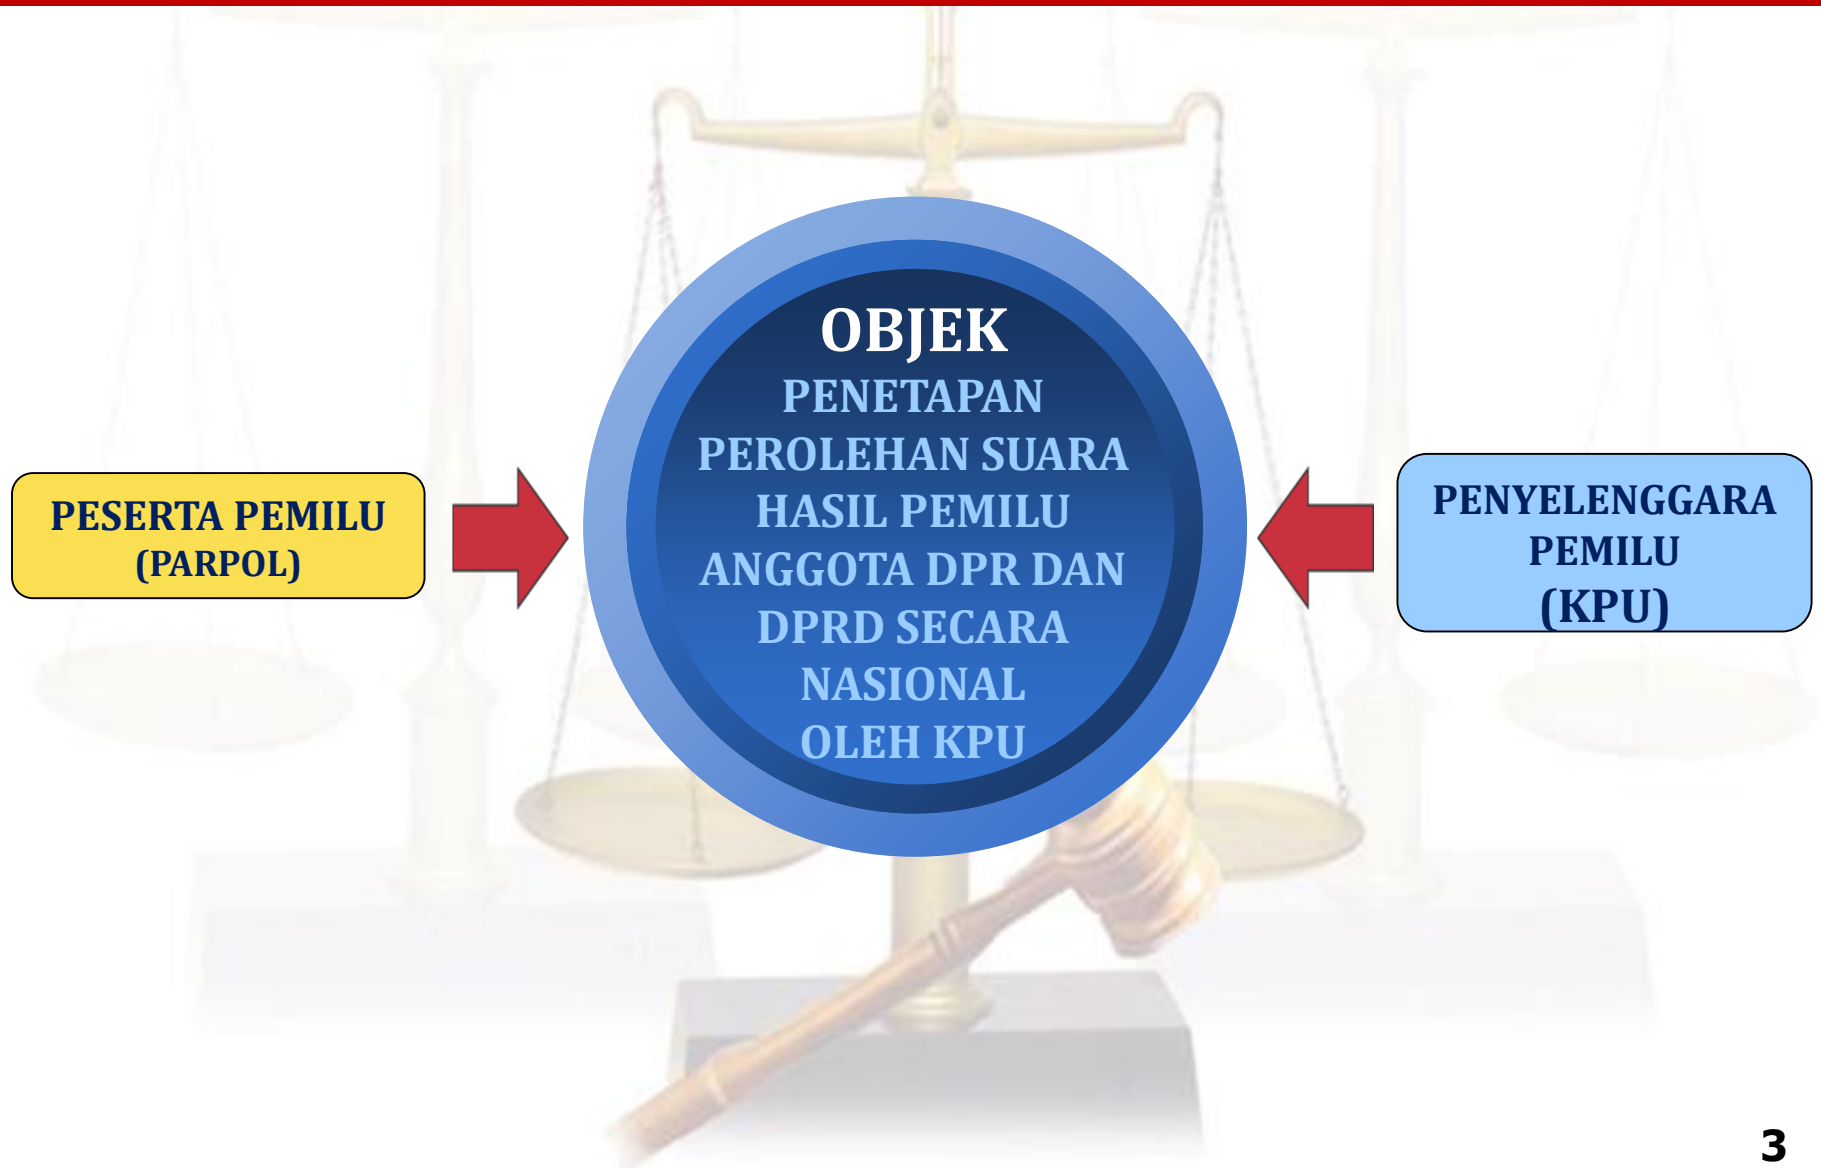 PESERTA PEMILU
(PARPOL)
OBJEK
PENETAPAN
PEROLEHAN SUARA
HASIL PEMILU
ANGGOTA DPR DAN
DPRD SECARA
NASIONAL
OLEH KPU
PENYELENGGARA
PEMILU
(KPU)
3